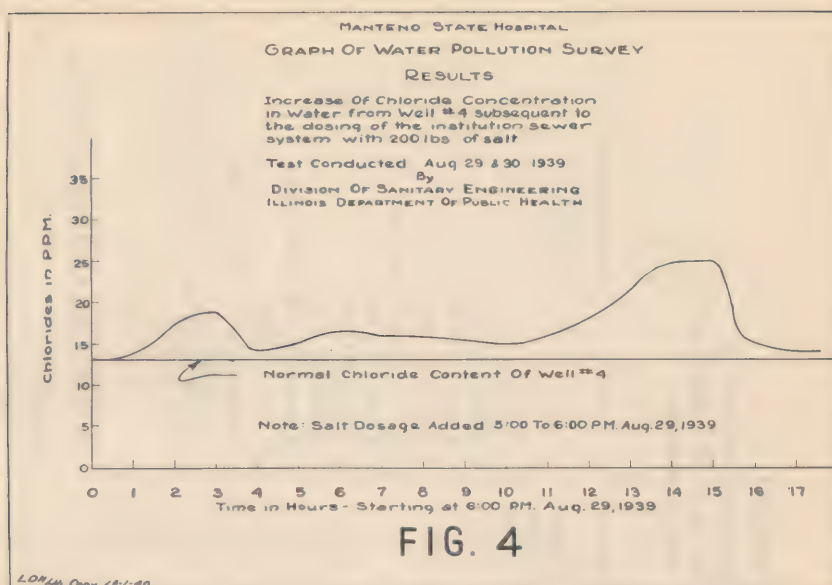 MANTENO STATE HOSPITAL
GRAPH OF WATER POLLUTION SURVEY
RESULTS
Increase Of Chloride Concentration
in Water from Well #4 subsequent to
the dosing of the institution sewer
system with 200 lbs of salt
Test Conducted Aug 29 & 30 1939
By
DIVISION OF SANITARY ENGINEERING
ILLINOIS DEPARTMENT OF PUBLIC HEALTH
Chlorides in P.P.M.
35
30
25
20
15
10
5
0
Normal Chloride Content Of Well #4
Note: Salt Dosage Added 5:00 To 6:00 P.M. Aug. 29, 1939
0 1 2 3 4 5 6 7 8 9 10 11 12 13 14 15 16 17
Time in Hours - Starting at 6:00 P.M. Aug. 29, 1939
FIG. 4